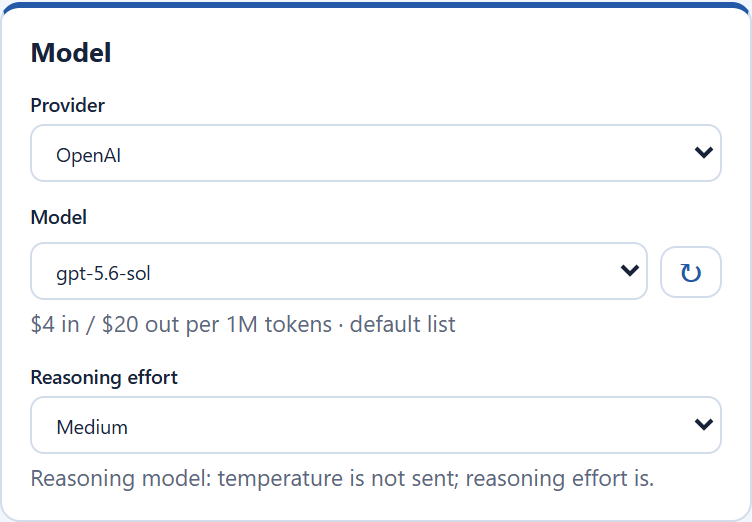 Model
Provider
OpenAI
Model
gpt-5.6-sol
$4 in / $20 out per 1M tokens · default list
Reasoning effort
Medium
Reasoning model: temperature is not sent; reasoning effort is.